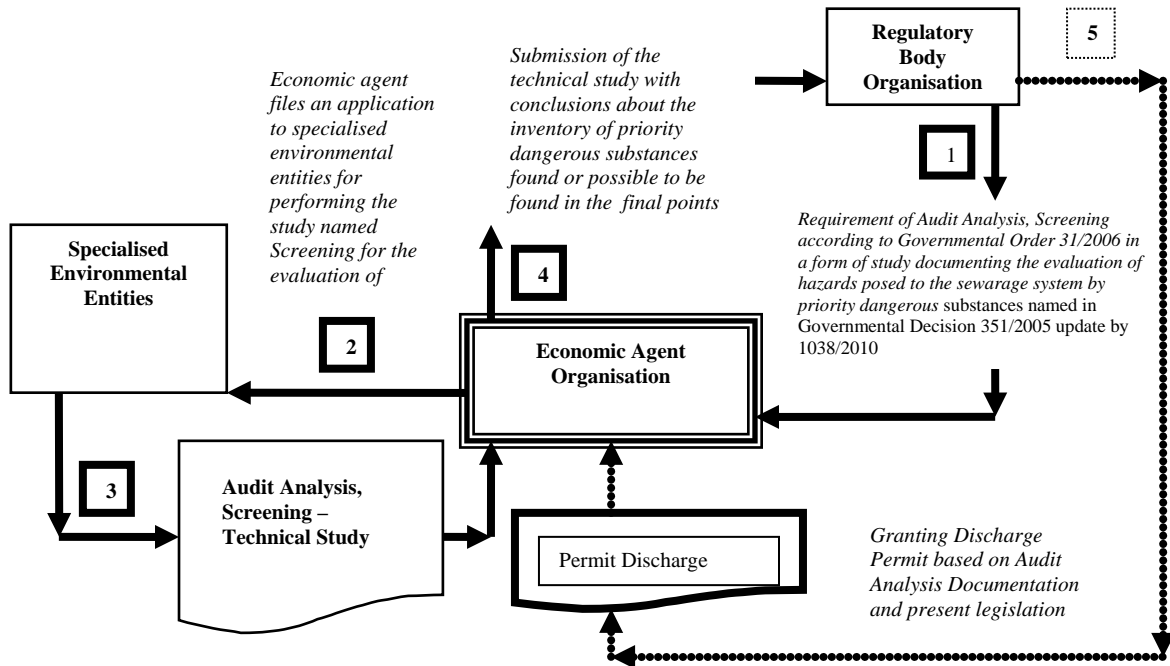 Economic agent
files an application
to specialised
environmental
entities for
performing the
study named
Screening for the
evaluation of
Submission of the
technical study with
conclusions about the
inventory of priority
dangerous substances
found or possible to be
found in the final points
Regulatory
Body
Organisation
5
1
Requirement of Audit Analysis, Screening
according to Governmental Order 31/2006 in
a form of study documenting the evaluation of
hazards posed to the sewarage system by
priority dangerous substances named in
Governmental Decision 351/2005 update by
1038/2010
Specialised
Environmental
Entities
4
2
Economic Agent
Organisation
3
Audit Analysis,
Screening –
Technical Study
Permit Discharge
Granting Discharge
Permit based on Audit
Analysis Documentation
and present legislation